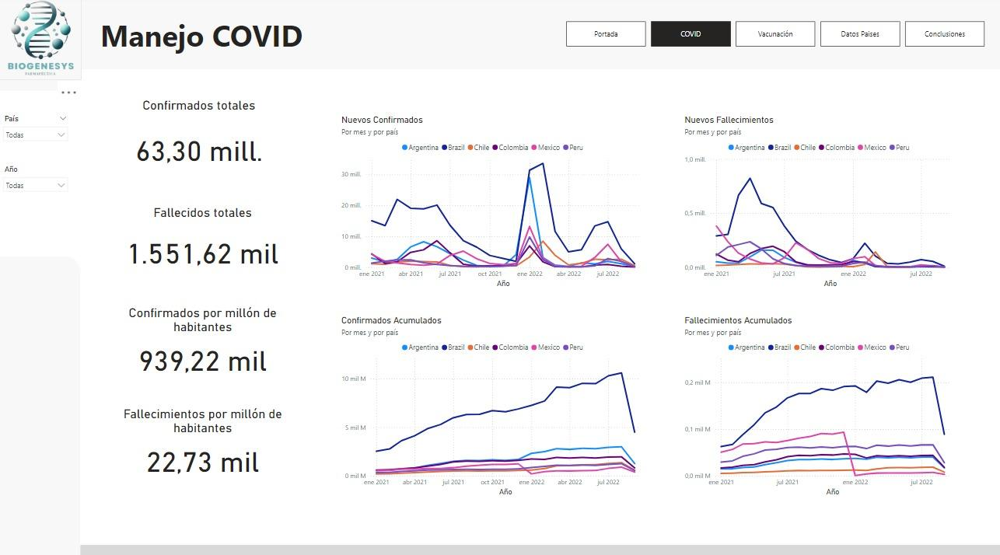 BIOGENESYS
FARMACÉUTICA
Manejo COVID
Portada
COVID
Vacunación
Datos Paises
Conclusiones
País
Todas
Año
Todas
Confirmados totales
63,30 mill.
Fallecidos totales
1.551,62 mil
Confirmados por millón de
habitantes
939,22 mil
Fallecimientos por millón de
habitantes
22,73 mil
Nuevos Confirmados
Por mes y por país
Argentina Brazil Chile Colombia Mexico Peru
30 mill.
20 mill.
10 mill.
0 mill.
ene 2021 abr 2021 jul 2021 oct 2021 ene 2022 abr 2022 jul 2022
Año
Nuevos Fallecimientos
Por mes y por país
Argentina Brazil Chile Colombia Mexico Peru
1,0 mill.
0,5 mill.
0,0 mill.
ene 2021 jul 2021 ene 2022 jul 2022
Año
Confirmados Acumulados
Por mes y por país
Argentina Brazil Chile Colombia Mexico Peru
10 mil M
5 mil M
0 mil M
ene 2021 abr 2021 jul 2021 oct 2021 ene 2022 abr 2022 jul 2022
Año
Fallecimientos Acumulados
Por mes y por país
Argentina Brazil Chile Colombia Mexico Peru
0,2 mil M
0,1 mil M
0,0 mil M
ene 2021 jul 2021 ene 2022 jul 2022
Año